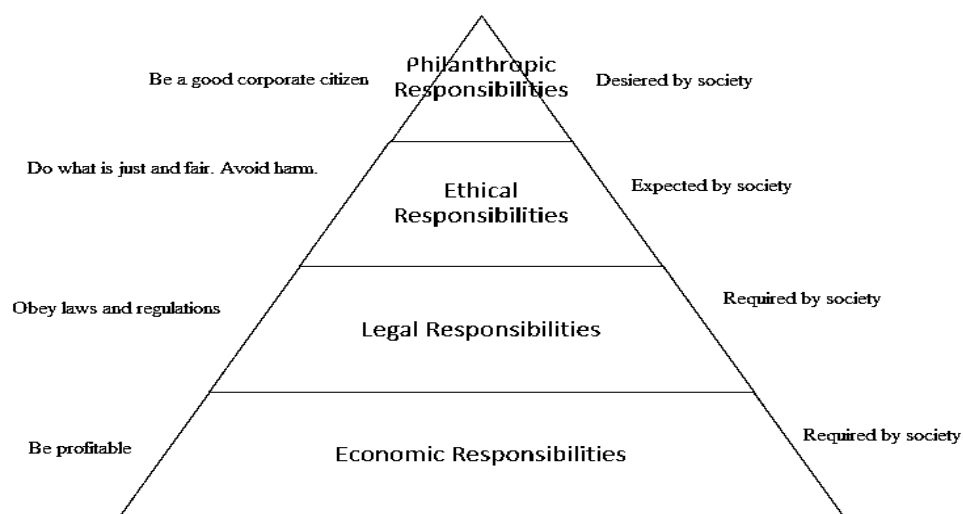 Philanthropic
Be a good corporate citizen
Responsibilities
Desiered by society
Do what is just and fair. Avoid harm.
Ethical
Responsibilities
Expected by society
Obey laws and regulations
Legal Responsibilities
Required by society
Be profitable
Economic Responsibilities
Required by society